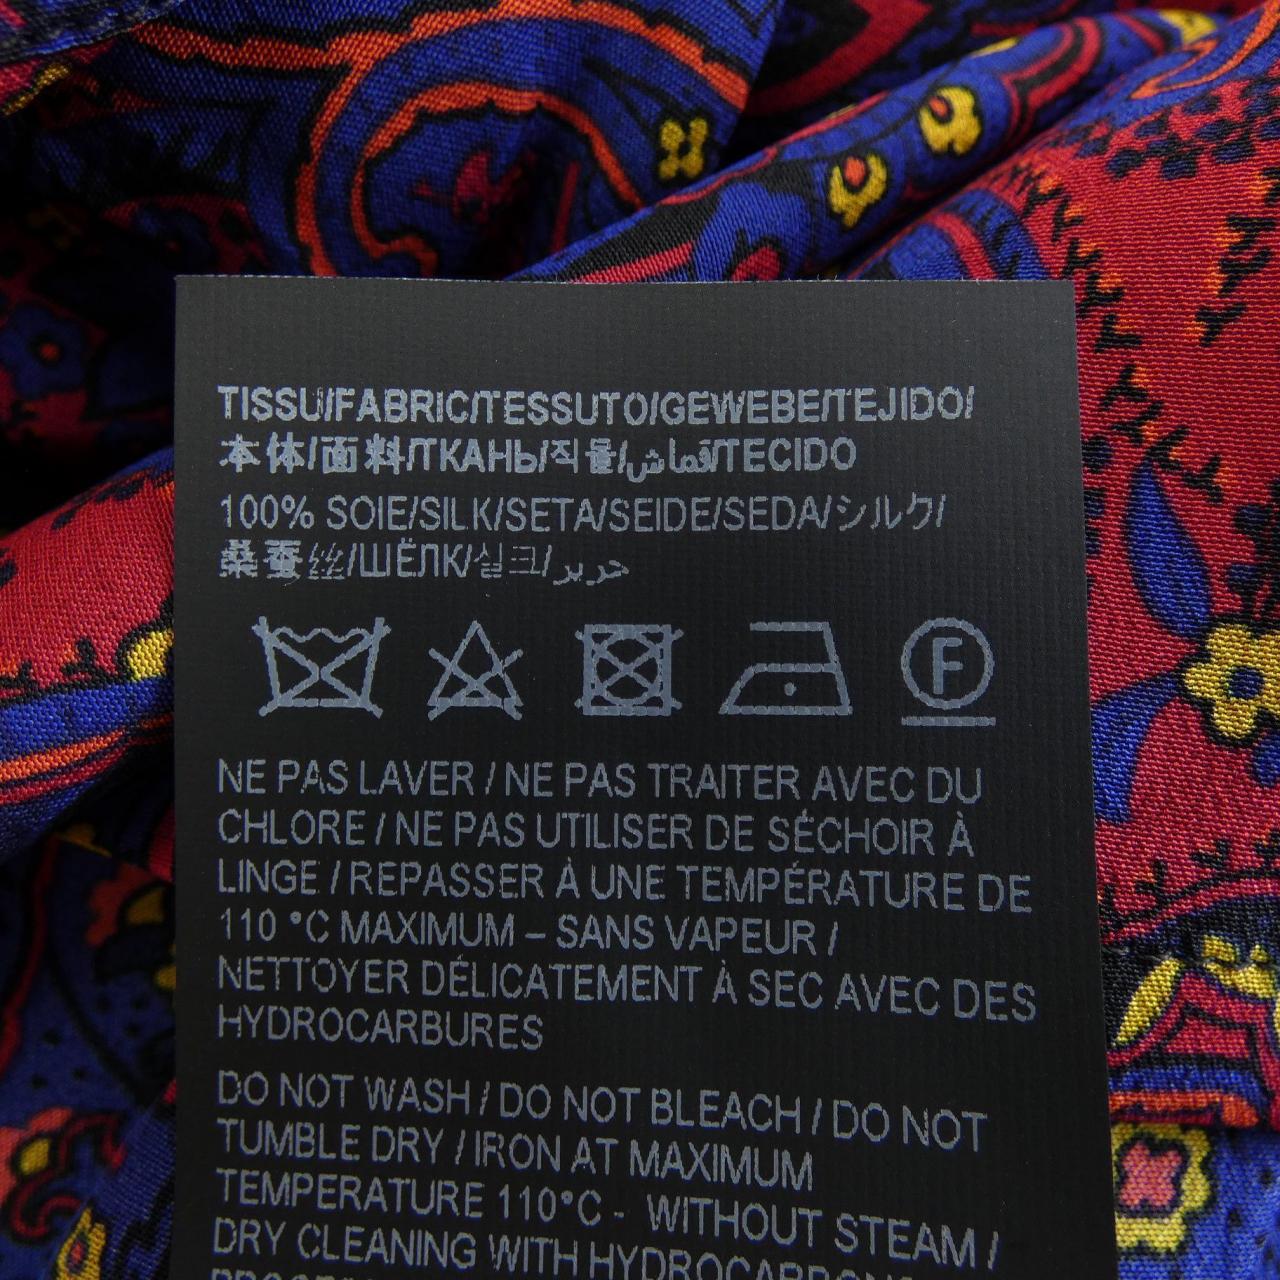 TISSU/FABRIC/TESSUTO/GEWEBE/TEJIDO/
本体/面料/ТКАНЬ/직물/قماش/TECIDO
100% SOIE/SILK/SETA/SEIDE/SEDA/シルク/
桑蚕丝/ШЁЛК/실크/حرير
NE PAS LAVER / NE PAS TRAITER AVEC DU
CHLORE / NE PAS UTILISER DE SÉCHOIR À
LINGE / REPASSER À UNE TEMPÉRATURE DE
110 °C MAXIMUM – SANS VAPEUR /
NETTOYER DÉLICATEMENT À SEC AVEC DES
HYDROCARBURES
DO NOT WASH / DO NOT BLEACH / DO NOT
TUMBLE DRY / IRON AT MAXIMUM
TEMPERATURE 110°C - WITHOUT STEAM /
DRY CLEANING WITH